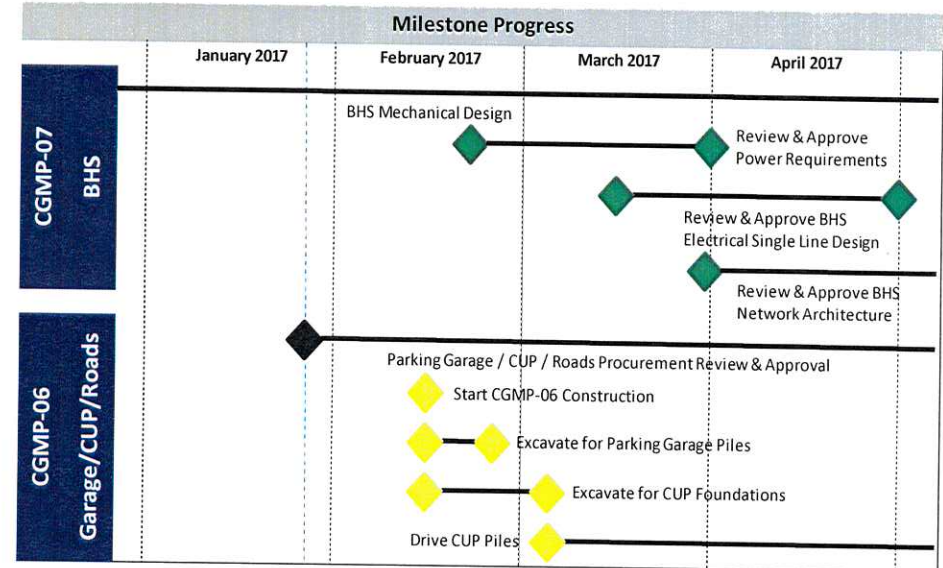 Milestone Progress
January 2017
February 2017
March 2017
April 2017
CGMP-07
BHS
BHS Mechanical Design
Review & Approve
Power Requirements
Review & Approve BHS
Electrical Single Line Design
Review & Approve BHS
Network Architecture
CGMP-06
Garage/CUP/Roads
Parking Garage / CUP / Roads Procurement Review & Approval
Start CGMP-06 Construction
Excavate for Parking Garage Piles
Excavate for CUP Foundations
Drive CUP Piles